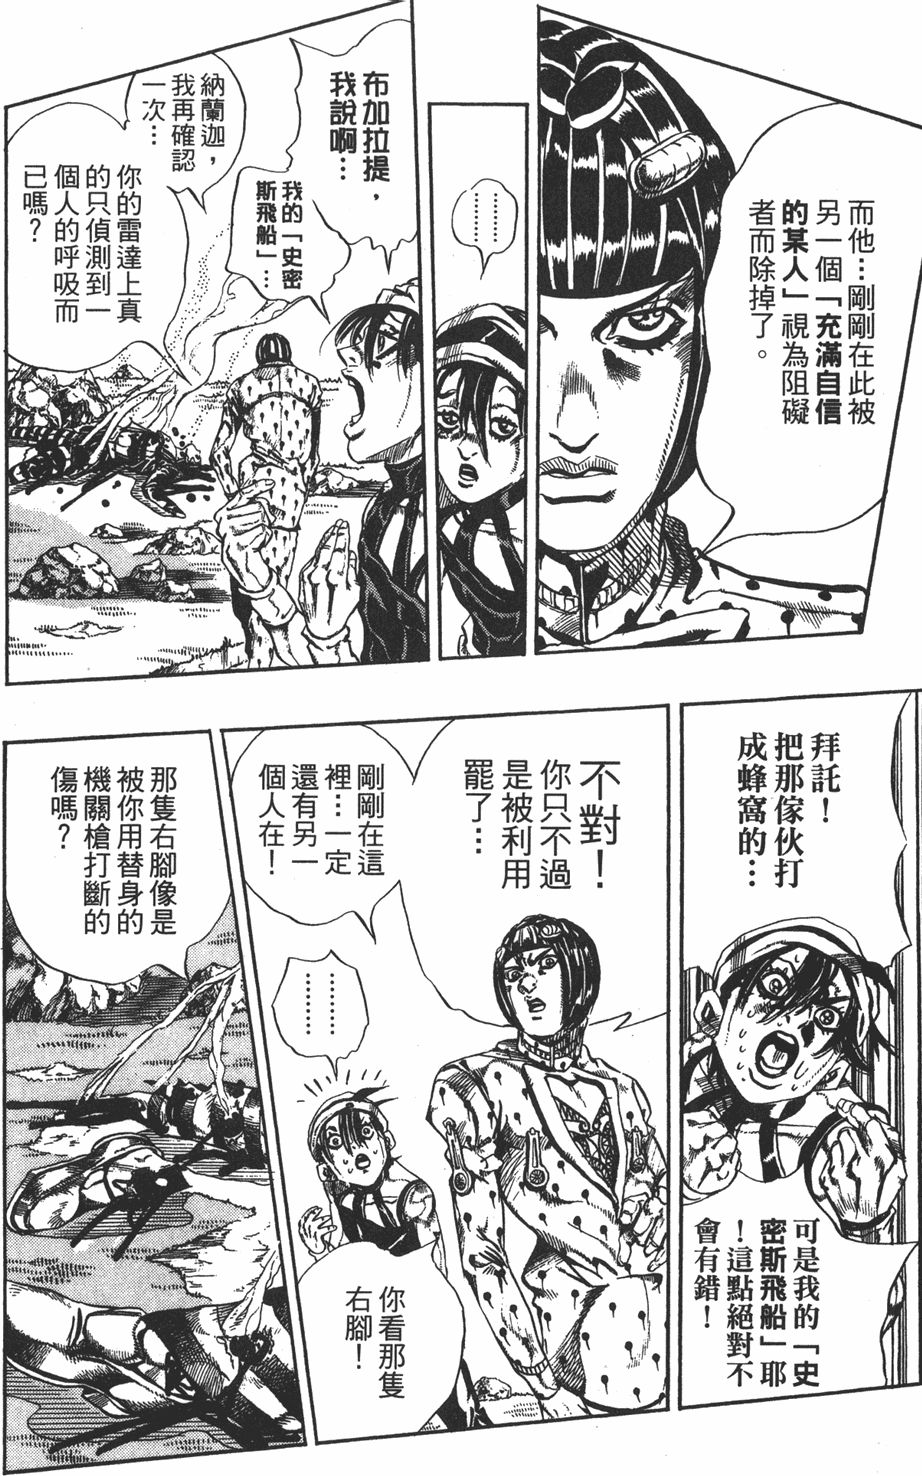 而他…剛剛在此被
另一個「充滿自信
的某人」視為阻礙
者而除掉了。
⋯⋯
布加拉提，
我說啊…
我的「史密
斯飛船」…
納蘭迦，
我再確認
一次…
你的雷達上真
的只偵測到一
個人的呼吸而
已嗎？
拜託！
把那傢伙打
成蜂窩的…
可是我的「史
密斯飛船」耶
！這點絕對不
會有錯！
不對！
你只不過
是被利用
罷了…
剛剛在這
裡…一定
還有另一
個人在！
⋯⋯
⋯⋯
你看那隻
右腳！
那隻右腳像是
被你用替身的
機關槍打斷的
傷嗎？